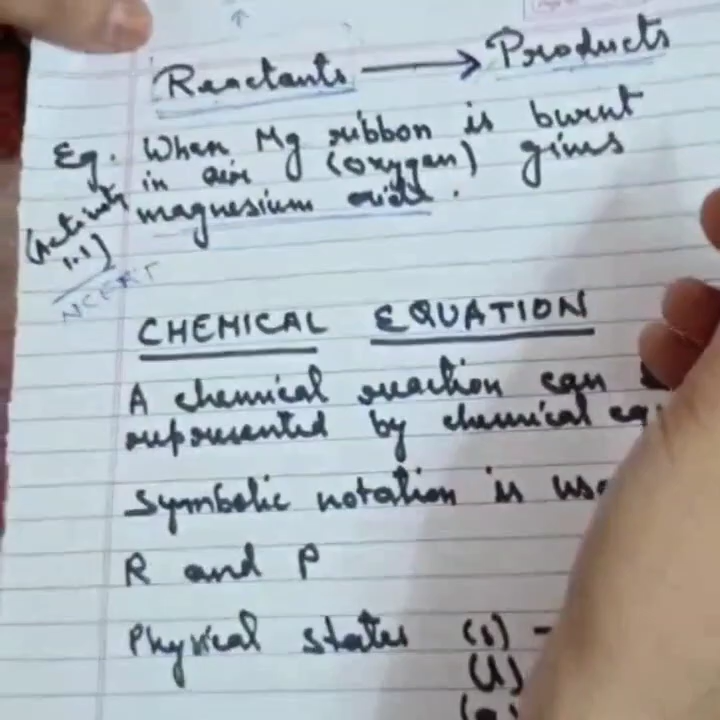 Reactants → Products
Eg. When Mg ribbon is burnt
in air (oxygen) gives
magnesium oxide.
(Activity
1.1)
NCERT
CHEMICAL EQUATION
A chemical reaction can
represented by chemical
Symbolic notation is
R and P
Physical states (s) -
(l)